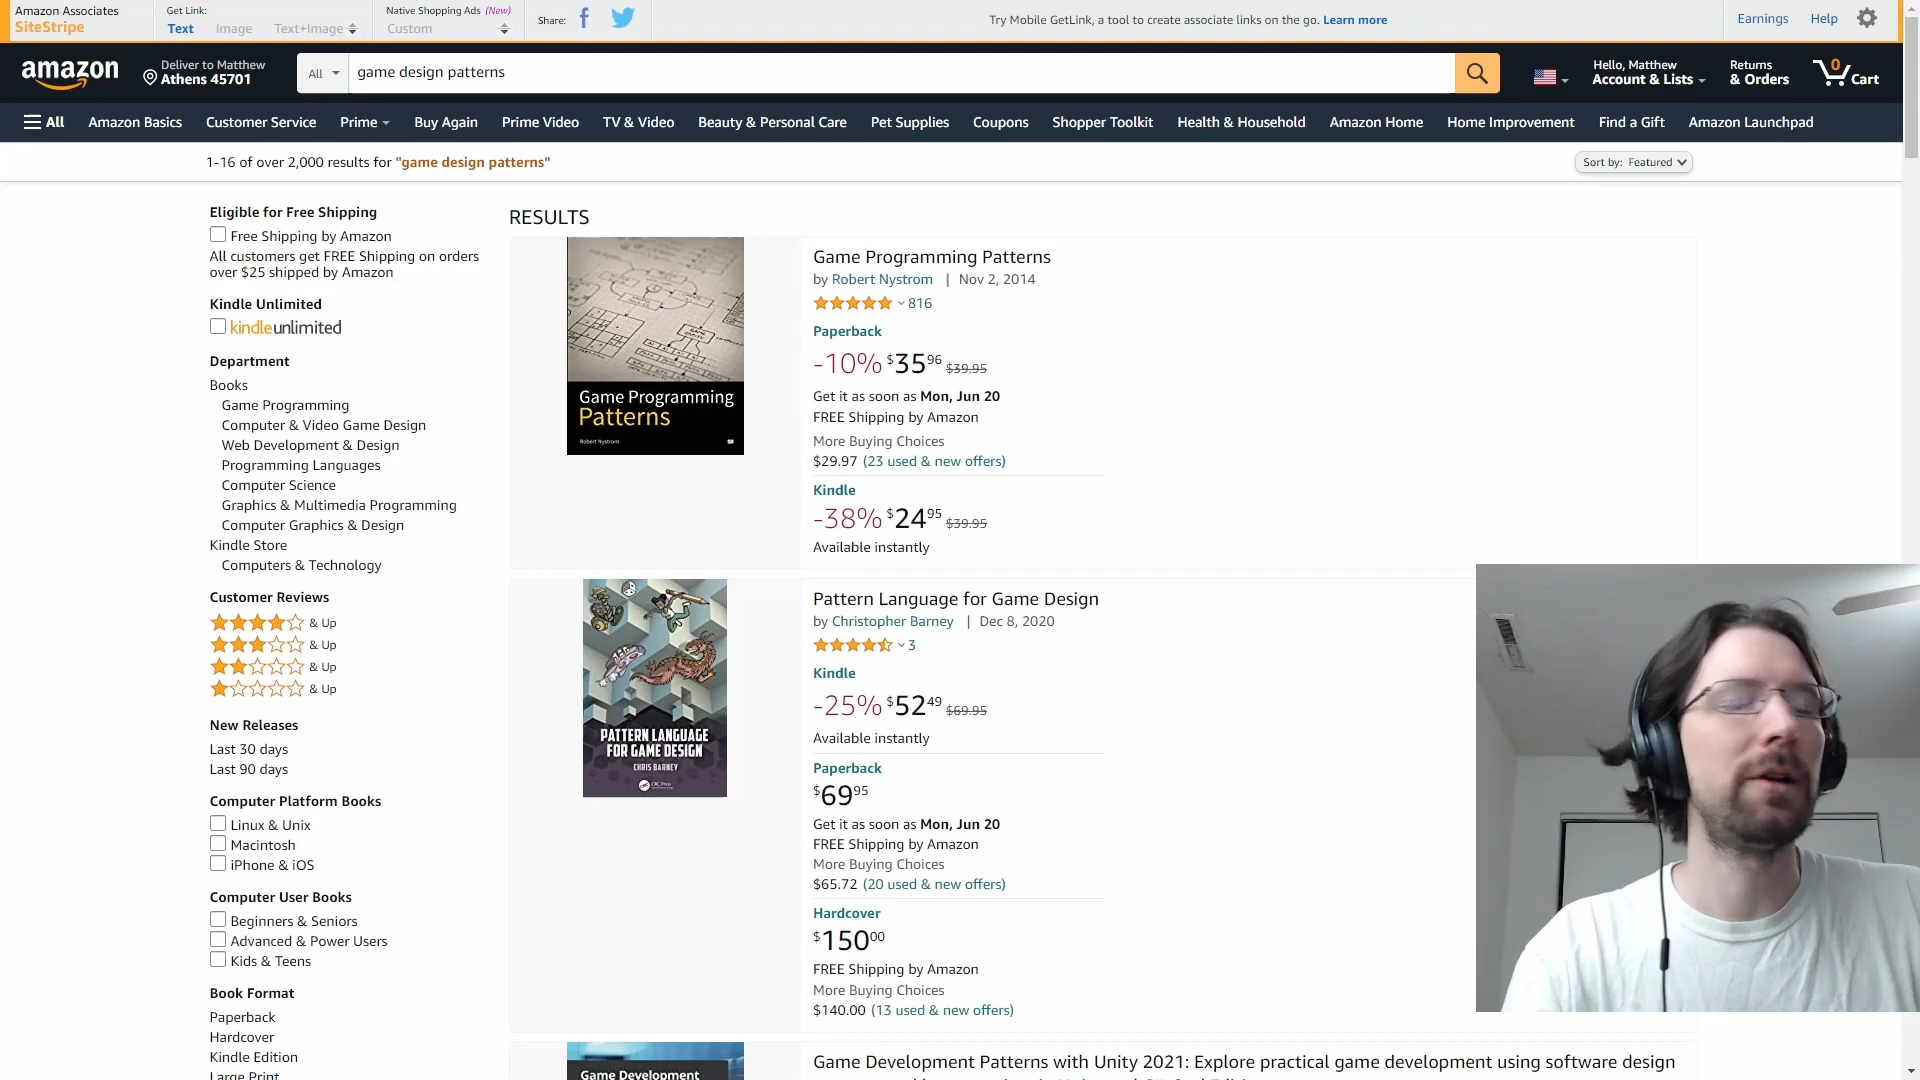 Amazon Associates
SiteStripe
Get Link:
Text Image Text+Image
Native Shopping Ads (New)
Custom
Share:
Try Mobile GetLink, a tool to create associate links on the go. Learn more
Earnings Help
amazon
Deliver to Matthew
Athens 45701
All game design patterns
Hello, Matthew
Account & Lists
Returns
& Orders
0
Cart
All Amazon Basics Customer Service Prime Buy Again Prime Video TV & Video Beauty & Personal Care Pet Supplies Coupons Shopper Toolkit Health & Household Amazon Home Home Improvement Find a Gift Amazon Launchpad
1-16 of over 2,000 results for "game design patterns"
Sort by: Featured
Eligible for Free Shipping
Free Shipping by Amazon
All customers get FREE Shipping on orders
over $25 shipped by Amazon
Kindle Unlimited
kindleunlimited
Department
Books
Game Programming
Computer & Video Game Design
Web Development & Design
Programming Languages
Computer Science
Graphics & Multimedia Programming
Computer Graphics & Design
Kindle Store
Computers & Technology
Customer Reviews
& Up
& Up
& Up
& Up
New Releases
Last 30 days
Last 90 days
Computer Platform Books
Linux & Unix
Macintosh
iPhone & iOS
Computer User Books
Beginners & Seniors
Advanced & Power Users
Kids & Teens
Book Format
Paperback
Hardcover
Kindle Edition
Large Print
RESULTS
Game Programming
Patterns
Robert Nystrom
Game Programming Patterns
by Robert Nystrom | Nov 2, 2014
816
Paperback
-10% $35 96 $39.95
Get it as soon as Mon, Jun 20
FREE Shipping by Amazon
More Buying Choices
$29.97 (23 used & new offers)
Kindle
-38% $24 95 $39.95
Available instantly
PATTERN LANGUAGE
FOR GAME DESIGN
CHRIS BARNEY
CRC Press
Pattern Language for Game Design
by Christopher Barney | Dec 8, 2020
3
Kindle
-25% $52 49 $69.95
Available instantly
Paperback
$69 95
Get it as soon as Mon, Jun 20
FREE Shipping by Amazon
More Buying Choices
$65.72 (20 used & new offers)
Hardcover
$150 00
FREE Shipping by Amazon
More Buying Choices
$140.00 (13 used & new offers)
Game Development
Game Development Patterns with Unity 2021: Explore practical game development using software design